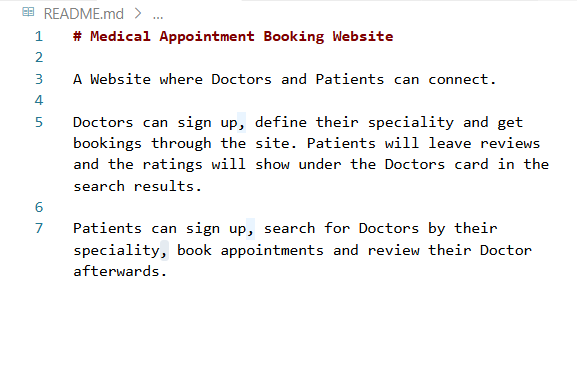 README.md > ...
1 # Medical Appointment Booking Website
2
3 A Website where Doctors and Patients can connect.
4
5 Doctors can sign up, define their speciality and get
bookings through the site. Patients will leave reviews
and the ratings will show under the Doctors card in the
search results.
6
7 Patients can sign up, search for Doctors by their
speciality, book appointments and review their Doctor
afterwards.